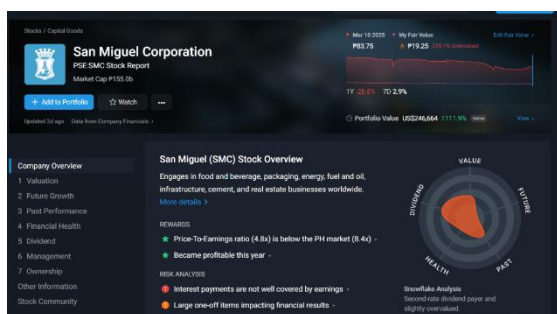 Stocks / Capital Goods
San Miguel Corporation
PSE:SMC Stock Report
Market Cap ₱155.0b
+ Add to Portfolio
Watch
Updated 2d ago
Data from Company Financials
Mar 10 2025
My Fair Value
Edit Fair Value
₱83.75
₱19.25
overvalued
1Y -26.8%
7D 2.9%
Portfolio Value US$246,664
View
Company Overview
1 Valuation
2 Future Growth
3 Past Performance
4 Financial Health
5 Dividend
6 Management
7 Ownership
Other Information
Stock Community
San Miguel (SMC) Stock Overview
Engages in food and beverage, packaging, energy, fuel and oil,
infrastructure, cement, and real estate businesses worldwide.
More details >
REWARDS
Price-To-Earnings ratio (4.8x) is below the PH market (8.4x)
Became profitable this year
RISK ANALYSIS
Interest payments are not well covered by earnings
Large one-off items impacting financial results
VALUE
FUTURE
PAST
HEALTH
DIVIDEND
Snowflake Analysis
Second-rate dividend payer and
slightly overvalued.